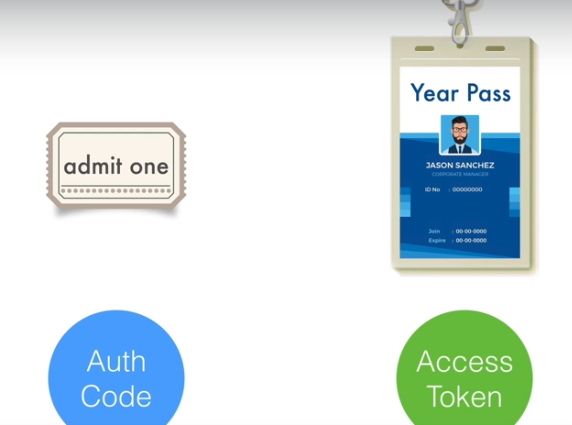 admit one
Year Pass
JASON SANCHEZ
CORPORATE MANAGER
ID No : 00000000
Join : 00-00-0000
Expire : 00-00-0000
Auth
Code
Access
Token